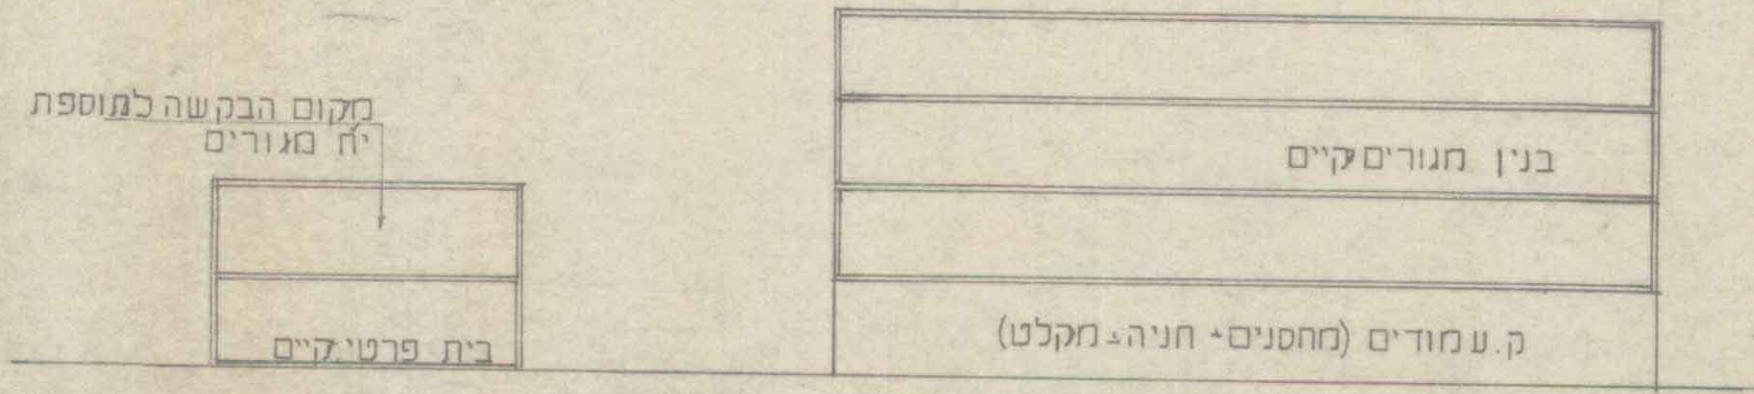 מקום הבקשה לתוספת
יח מגורים
בנין מגורים קיים
בית פרטי קיים
ק.עמודים (מחסנים+חניה+מקלט)